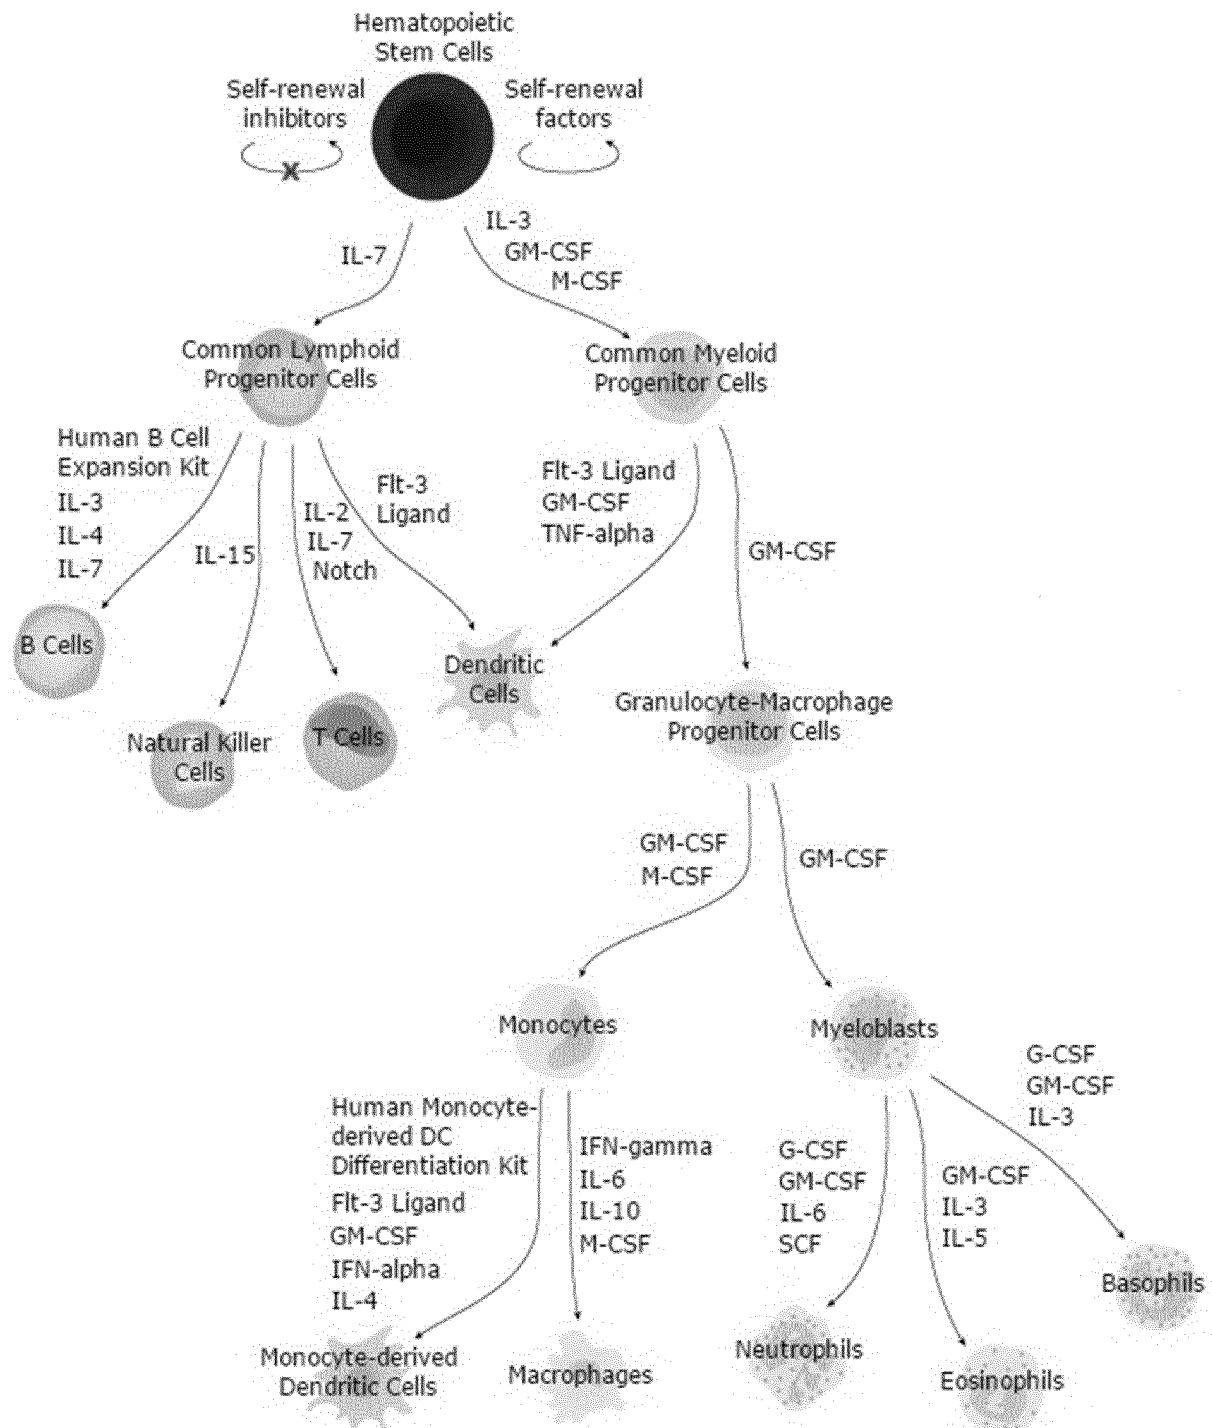 Hematopoietic
Stem Cells
Self-renewal
inhibitors
X
Self-renewal
factors
IL-7
IL-3
GM-CSF
M-CSF
Common Lymphoid
Progenitor Cells
Common Myeloid
Progenitor Cells
Human B Cell
Expansion Kit
IL-3
IL-4
IL-7
IL-15
IL-2
IL-7
Notch
Flt-3
Ligand
Flt-3 Ligand
GM-CSF
TNF-alpha
GM-CSF
B Cells
Natural Killer
Cells
T Cells
Dendritic
Cells
Granulocyte-Macrophage
Progenitor Cells
GM-CSF
M-CSF
GM-CSF
Monocytes
Myeloblasts
Human Monocyte-
derived DC
Differentiation Kit
Flt-3 Ligand
GM-CSF
IFN-alpha
IL-4
IFN-gamma
IL-6
IL-10
M-CSF
G-CSF
GM-CSF
IL-6
SCF
GM-CSF
IL-3
IL-5
G-CSF
GM-CSF
IL-3
Monocyte-derived
Dendritic Cells
Macrophages
Neutrophils
Eosinophils
Basophils